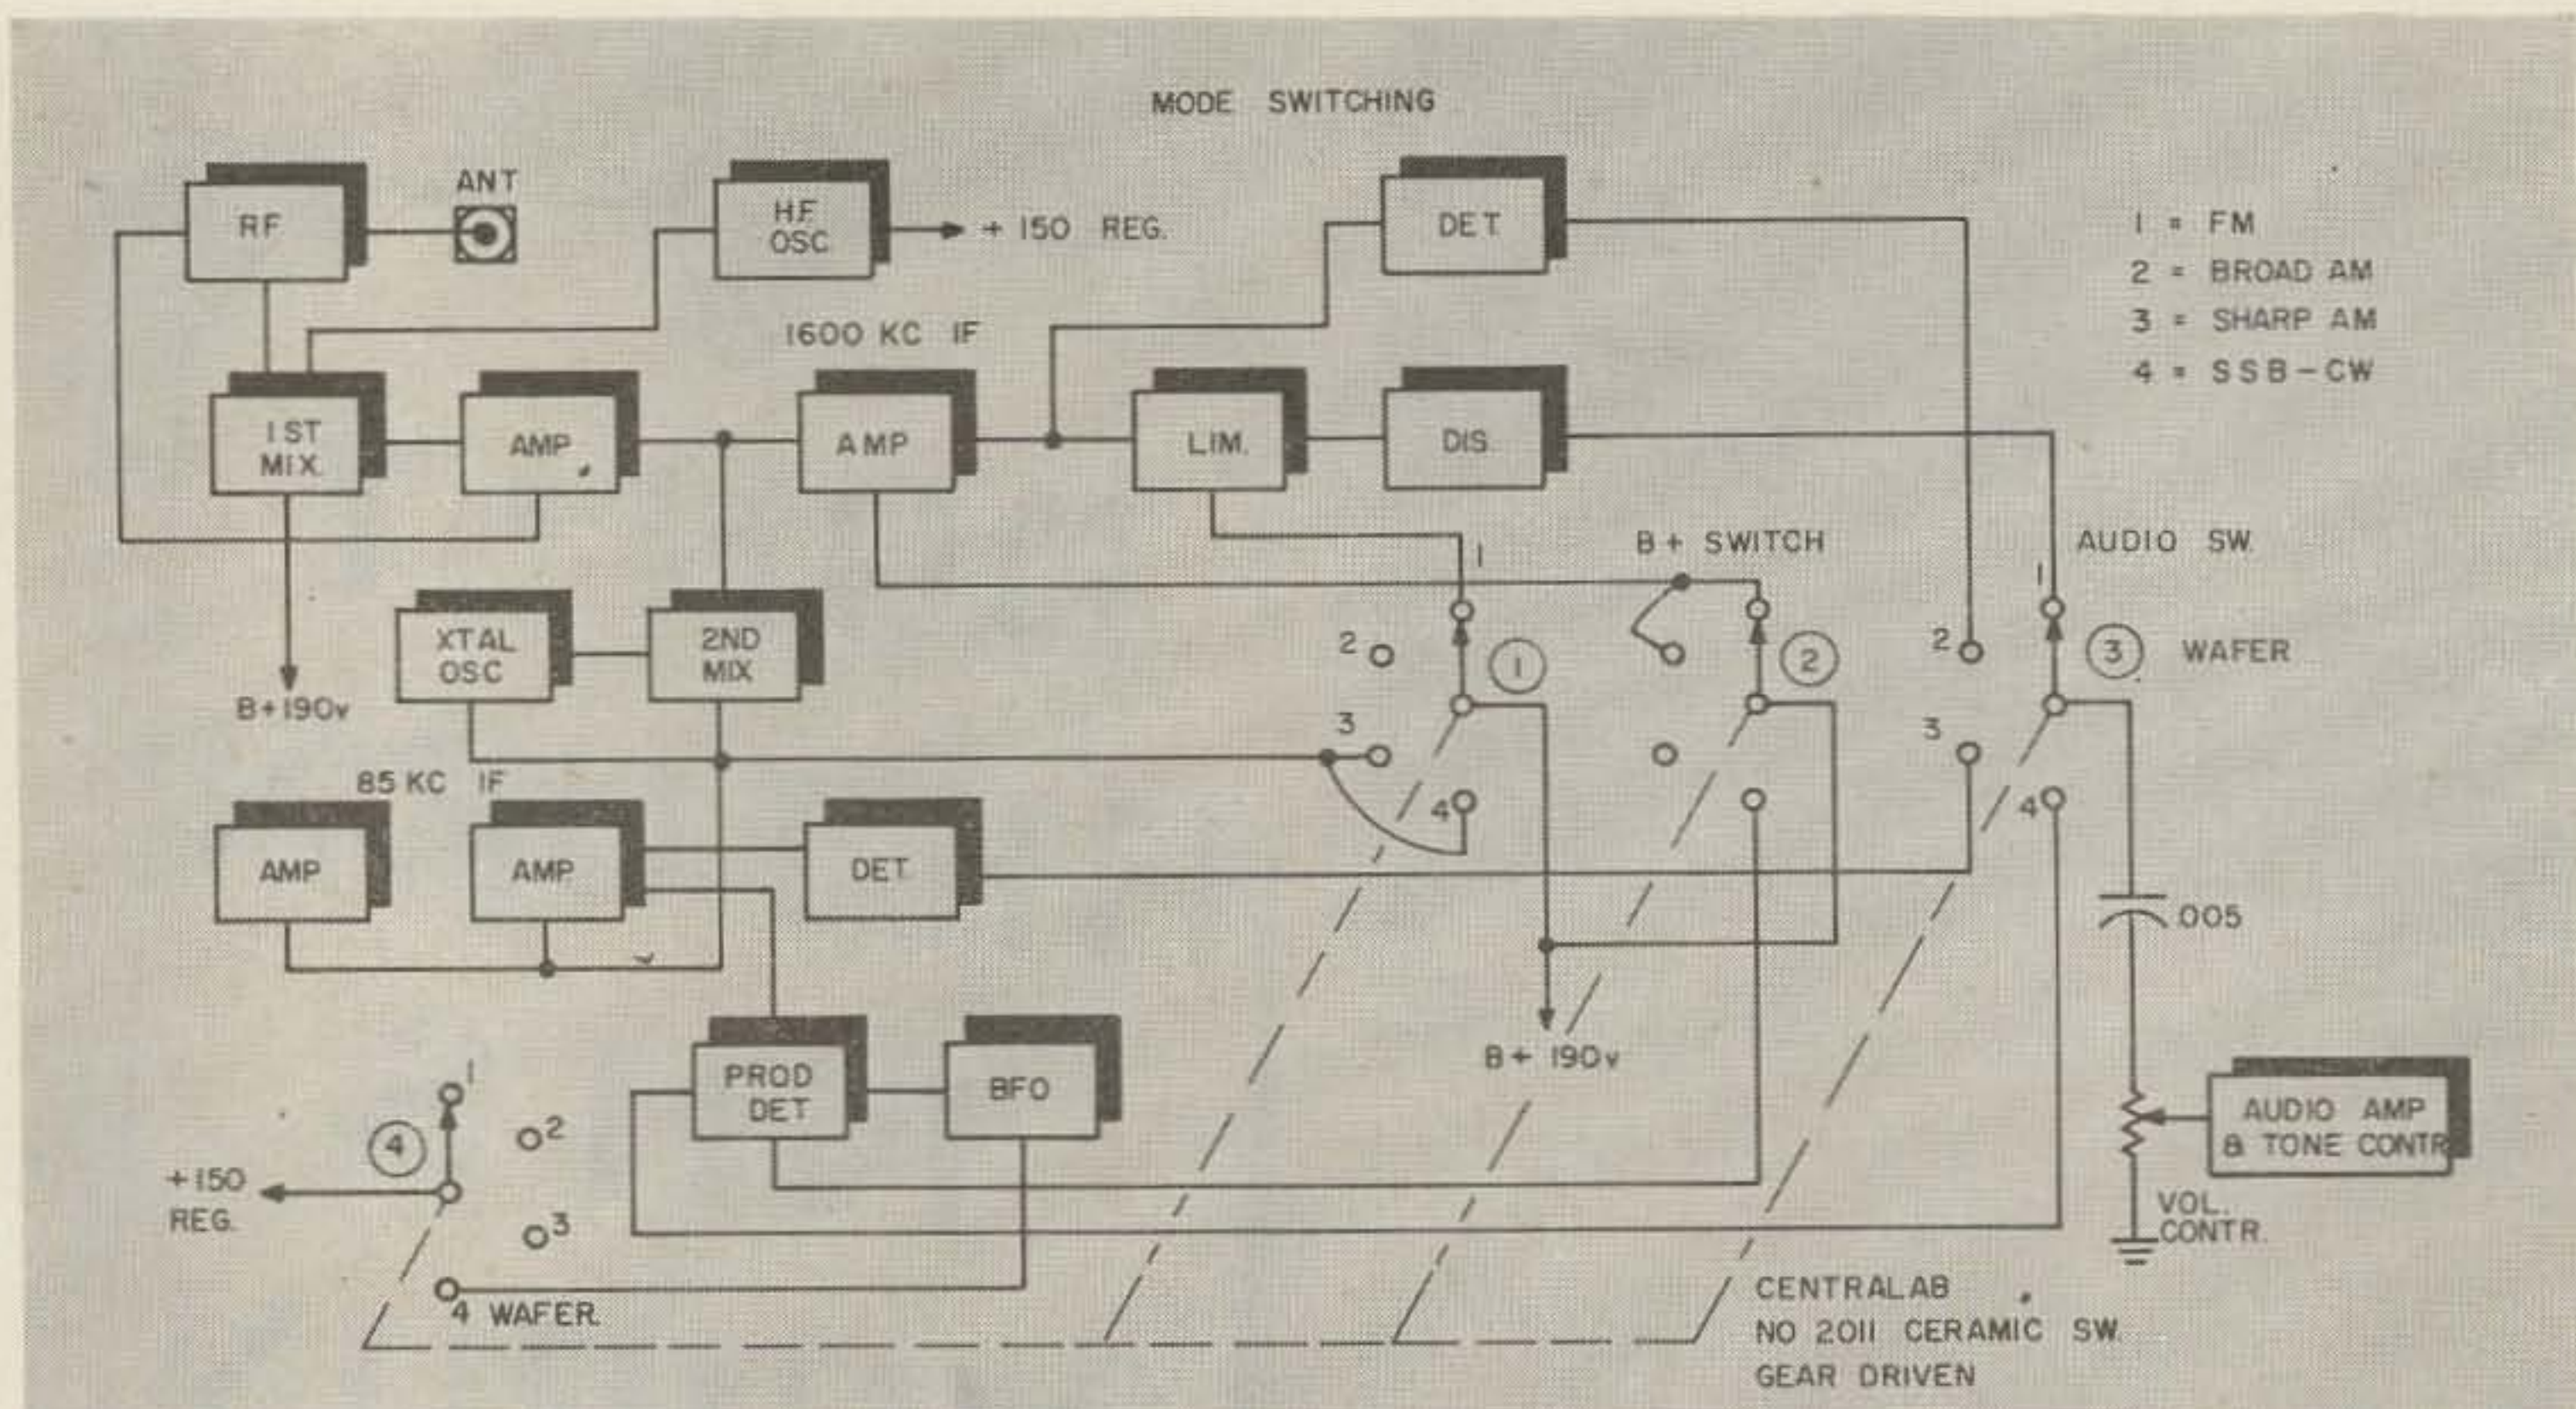 MODE SWITCHING
RF
ANT
H.F.
OSC
+ 150 REG.
DET.
1 = FM
2 = BROAD AM
3 = SHARP AM
4 = SSB-CW
1600 KC IF
1ST
MIX.
AMP.
AMP
LIM.
DIS.
B+190v
XTAL
OSC
2ND
MIX
B + SWITCH
AUDIO SW.
1
2
3
4
1
2
1
2
3
4
3
WAFER
85 KC IF
AMP
AMP
DET.
.005
B+ 190v
PROD
DET
BFO
AUDIO AMP
& TONE CONTR
VOL.
CONTR.
1
4
2
3
+150
REG.
4 WAFER.
CENTRALAB
NO 2011 CERAMIC SW.
GEAR DRIVEN